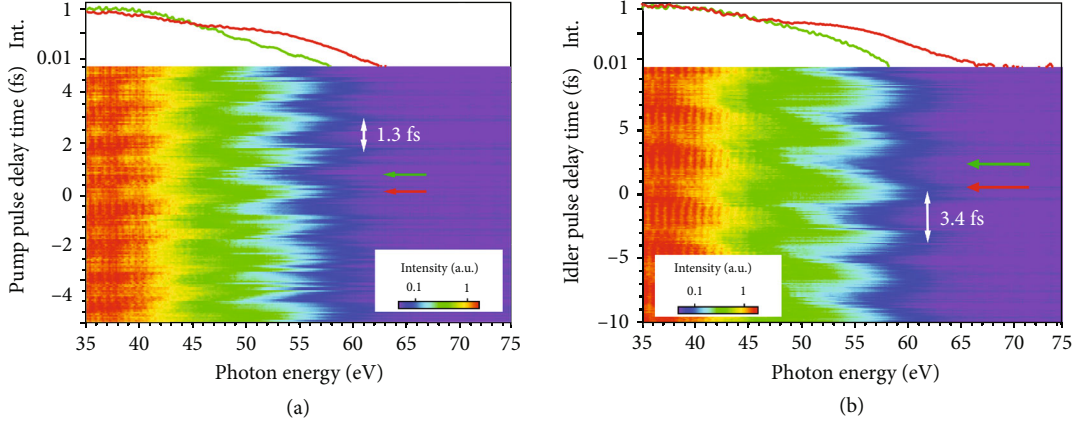 Int.
1
0.01
Pump pulse delay time (fs)
4
2
0
−2
−4
1.3 fs
Intensity (a.u.)
0.1 1
35 40 45 50 55 60 65 70 75
Photon energy (eV)
(a)
Int.
1
0.01
Idler pulse delay time (fs)
5
0
−5
−10
3.4 fs
Intensity (a.u.)
0.1 1
35 40 45 50 55 60 65 70 75
Photon energy (eV)
(b)